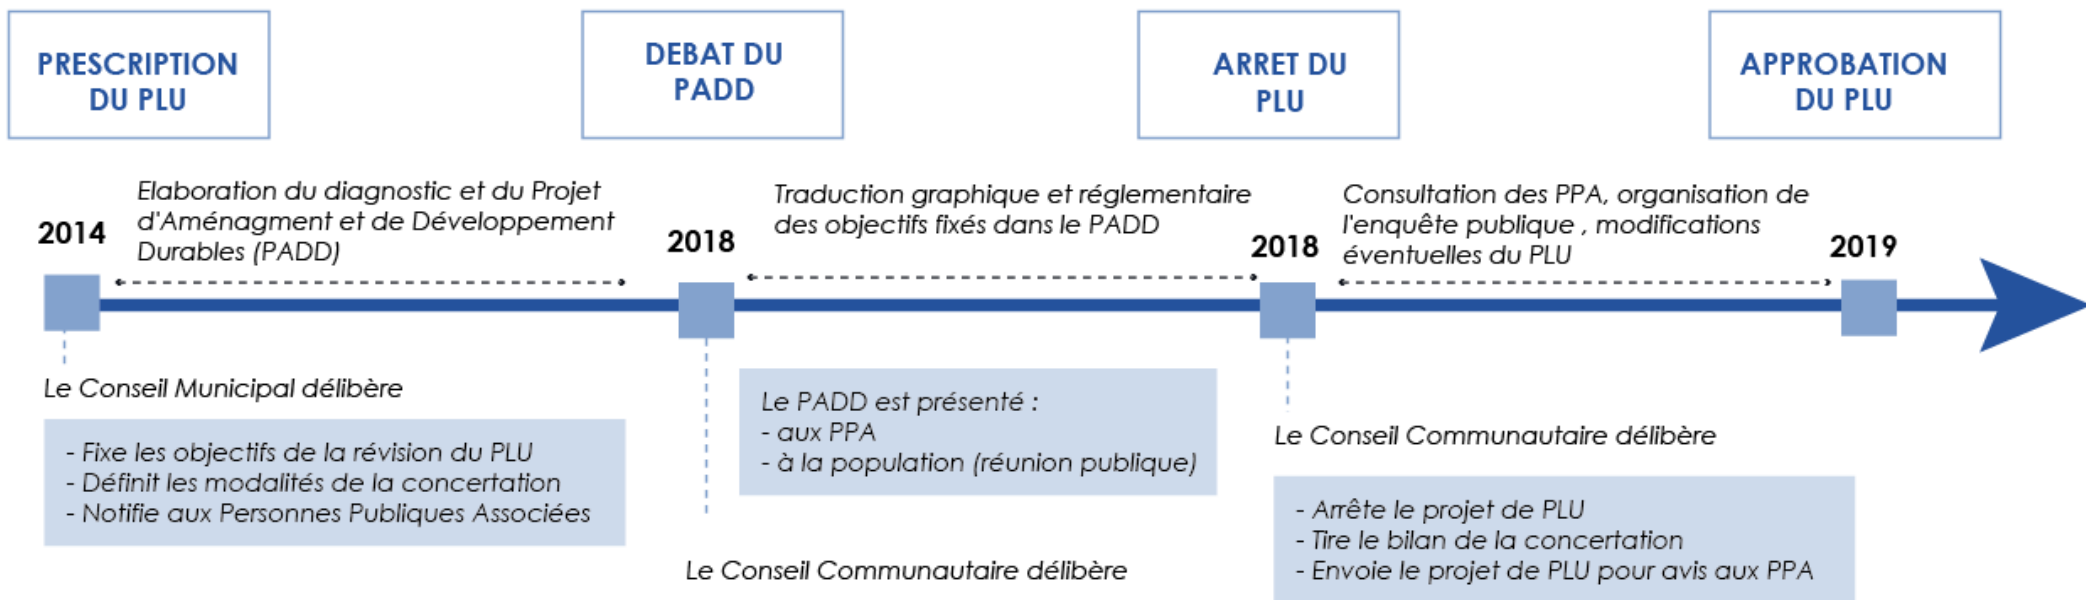 PRESCRIPTION
DU PLU
DEBAT DU
PADD
ARRET DU
PLU
APPROBATION
DU PLU
2014
Elaboration du diagnostic et du Projet
d'Aménagment et de Développement
Durables (PADD)
2018
Traduction graphique et réglementaire
des objectifs fixés dans le PADD
2018
Consultation des PPA, organisation de
l'enquête publique , modifications
éventuelles du PLU
2019
Le Conseil Municipal délibère
- Fixe les objectifs de la révision du PLU
- Définit les modalités de la concertation
- Notifie aux Personnes Publiques Associées
Le PADD est présenté :
- aux PPA
- à la population (réunion publique)
Le Conseil Communautaire délibère
Le Conseil Communautaire délibère
- Arrête le projet de PLU
- Tire le bilan de la concertation
- Envoie le projet de PLU pour avis aux PPA